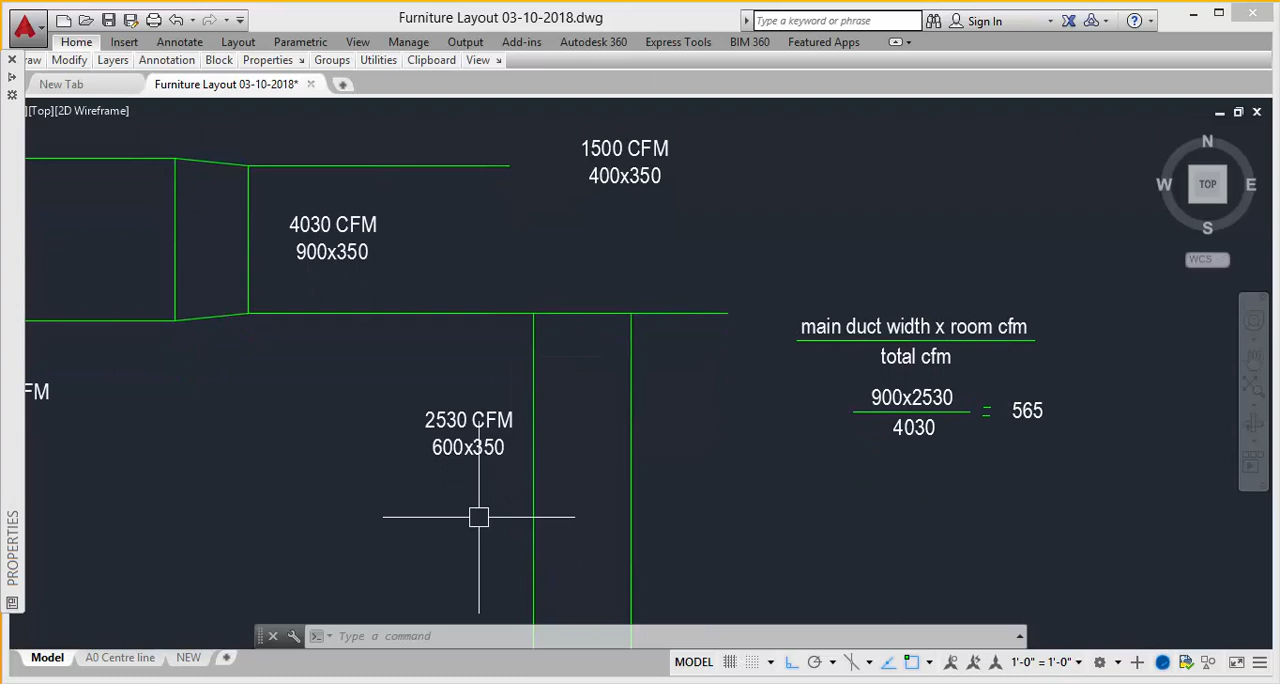 Furniture Layout 03-10-2018.dwg
Type a keyword or phrase
Sign In
Home Insert Annotate Layout Parametric View Manage Output Add-ins Autodesk 360 Express Tools BIM 360 Featured Apps
raw Modify Layers Annotation Block Properties Groups Utilities Clipboard View
New Tab Furniture Layout 03-10-2018*
][Top][2D Wireframe]
N
W TOP E
S
WCS
1500 CFM
400x350
4030 CFM
900x350
main duct width x room cfm
total cfm
900x2530
= 565
4030
FM
2530 CFM
600x350
PROPERTIES
Type a command
Model A0 Centre line NEW
MODEL 1'-0" = 1'-0"